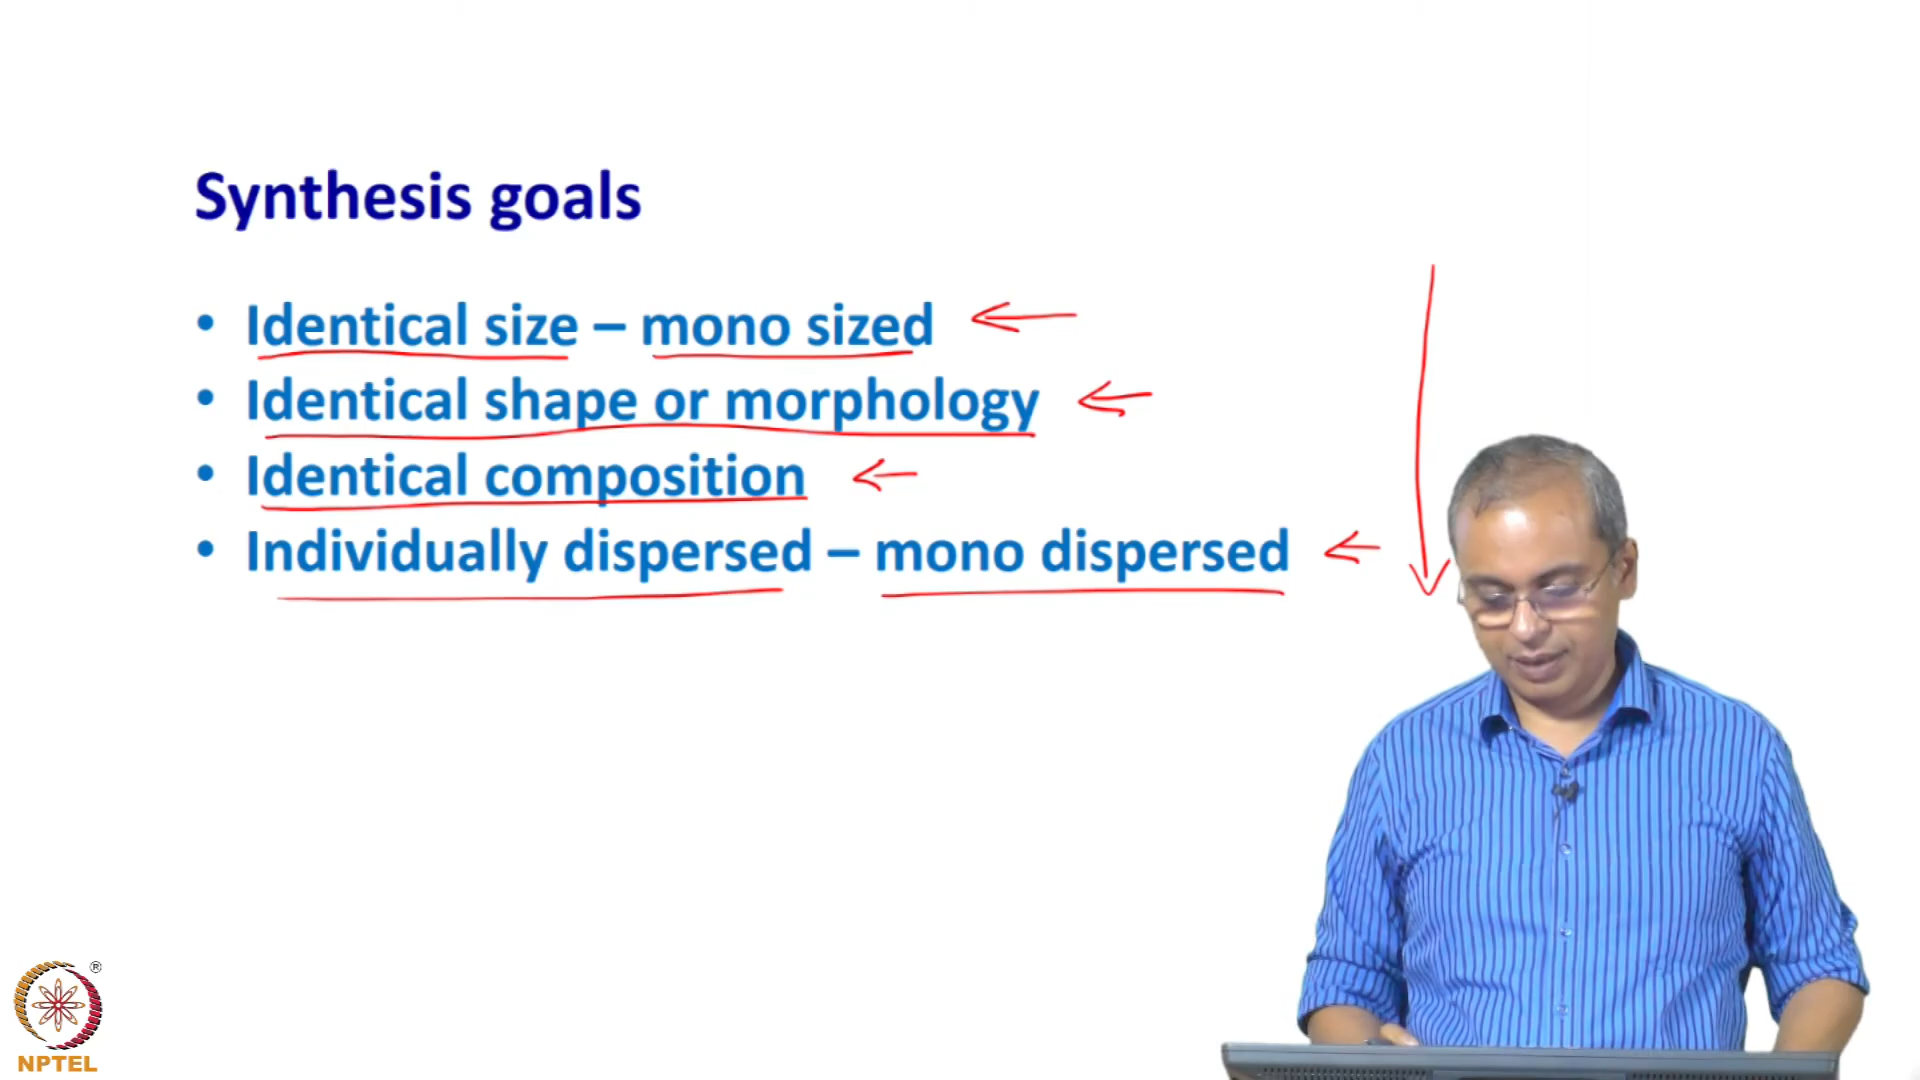 Synthesis goals
• Identical size – mono sized
• Identical shape or morphology
• Identical composition
• Individually dispersed – mono dispersed
®
NPTEL